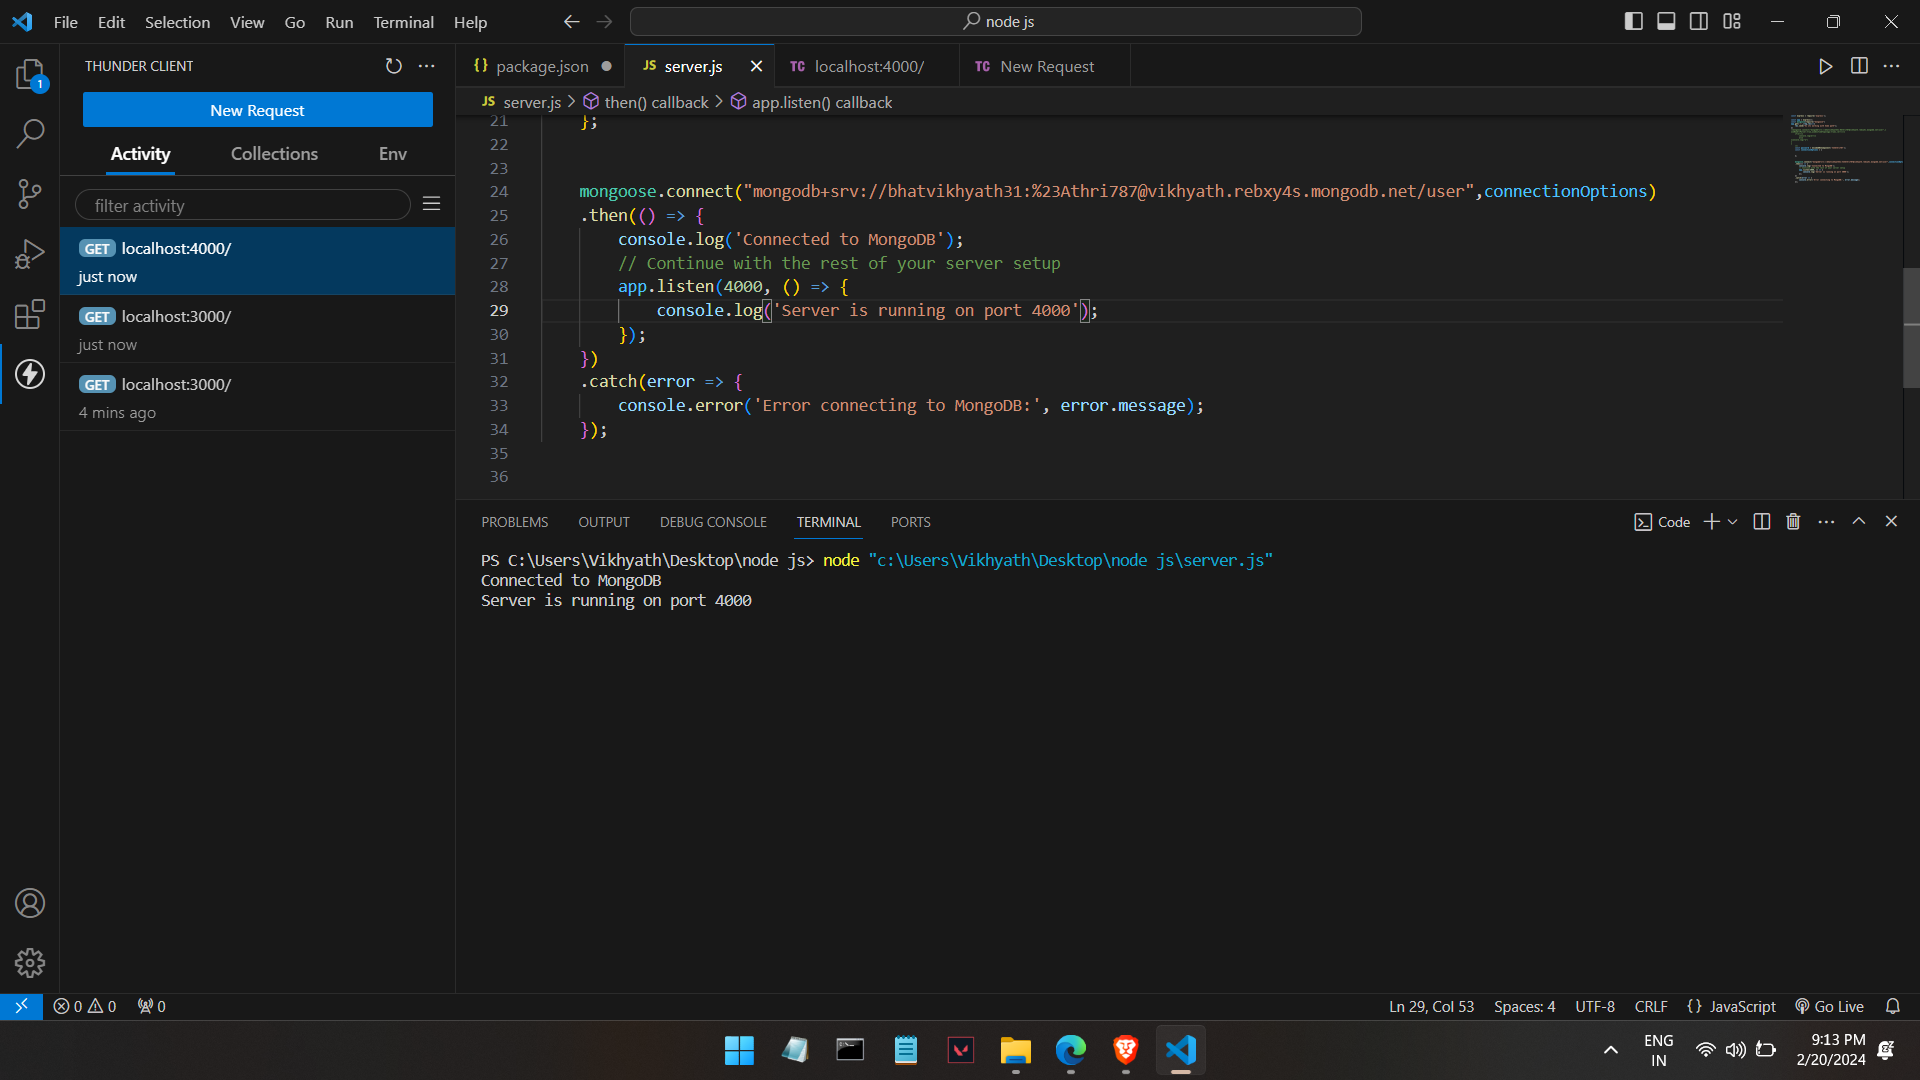 File Edit Selection View Go Run Terminal Help
node js
1
THUNDER CLIENT
New Request
Activity Collections Env
filter activity
GET localhost:4000/
just now
GET localhost:3000/
just now
GET localhost:3000/
4 mins ago
{} package.json
JS server.js
TC localhost:4000/
TC New Request
JS server.js > then() callback > app.listen() callback
21 };
22
23
24 mongoose.connect("mongodb+srv://bhatvikhyath31:%23Athri787@vikhyath.rebxy4s.mongodb.net/user",connectionOptions)
25 .then(() => {
26 console.log('Connected to MongoDB');
27 // Continue with the rest of your server setup
28 app.listen(4000, () => {
29 console.log('Server is running on port 4000');
30 });
31 })
32 .catch(error => {
33 console.error('Error connecting to MongoDB:', error.message);
34 });
35
36
PROBLEMS OUTPUT DEBUG CONSOLE TERMINAL PORTS
Code
PS C:\Users\Vikhyath\Desktop\node js> node "c:\Users\Vikhyath\Desktop\node js\server.js"
Connected to MongoDB
Server is running on port 4000
0 0 0
Ln 29, Col 53 Spaces: 4 UTF-8 CRLF {} JavaScript Go Live
ENG
IN
9:13 PM
2/20/2024